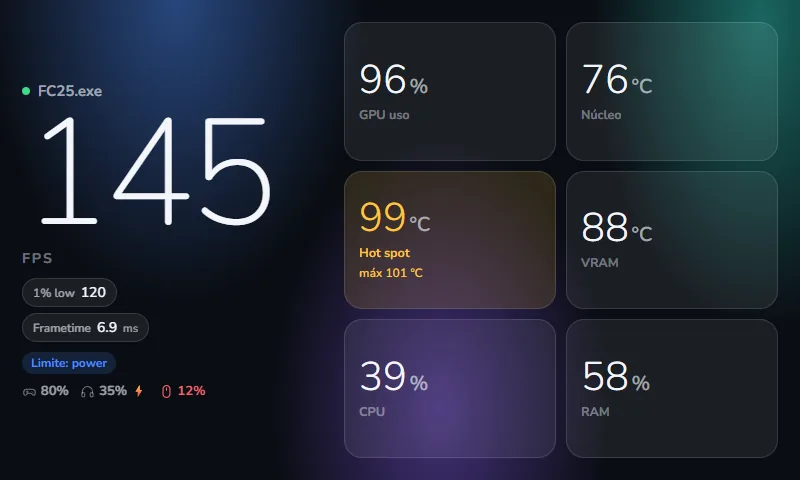 FC25.exe
145
FPS
1% low 120
Frametime 6.9 ms
Limite: power
80% 35% 12%
96 %
GPU uso
76 °C
Núcleo
99 °C
Hot spot
máx 101 °C
88 °C
VRAM
39 %
CPU
58 %
RAM